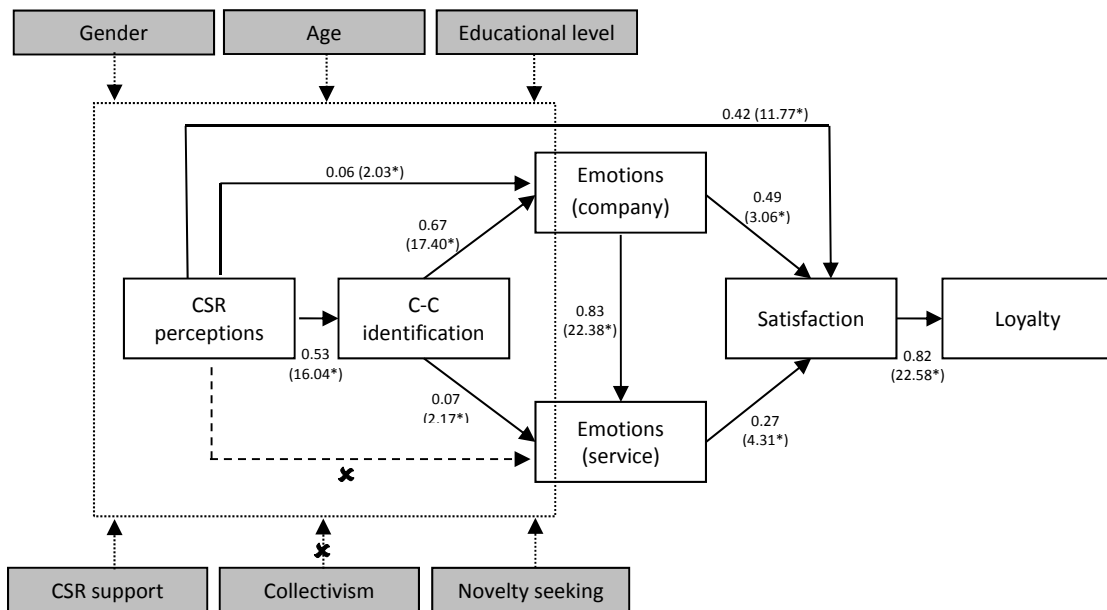 Gender
Age
Educational level
0.42 (11.77*)
0.06 (2.03*)
Emotions
(company)
0.67
(17.40*)
0.49
(3.06*)
CSR
perceptions
C-C
identification
0.83
(22.38*)
Satisfaction
Loyalty
0.53
(16.04*)
0.82
(22.58*)
0.07
(2.17*)
Emotions
(service)
0.27
(4.31*)
CSR support
Collectivism
Novelty seeking